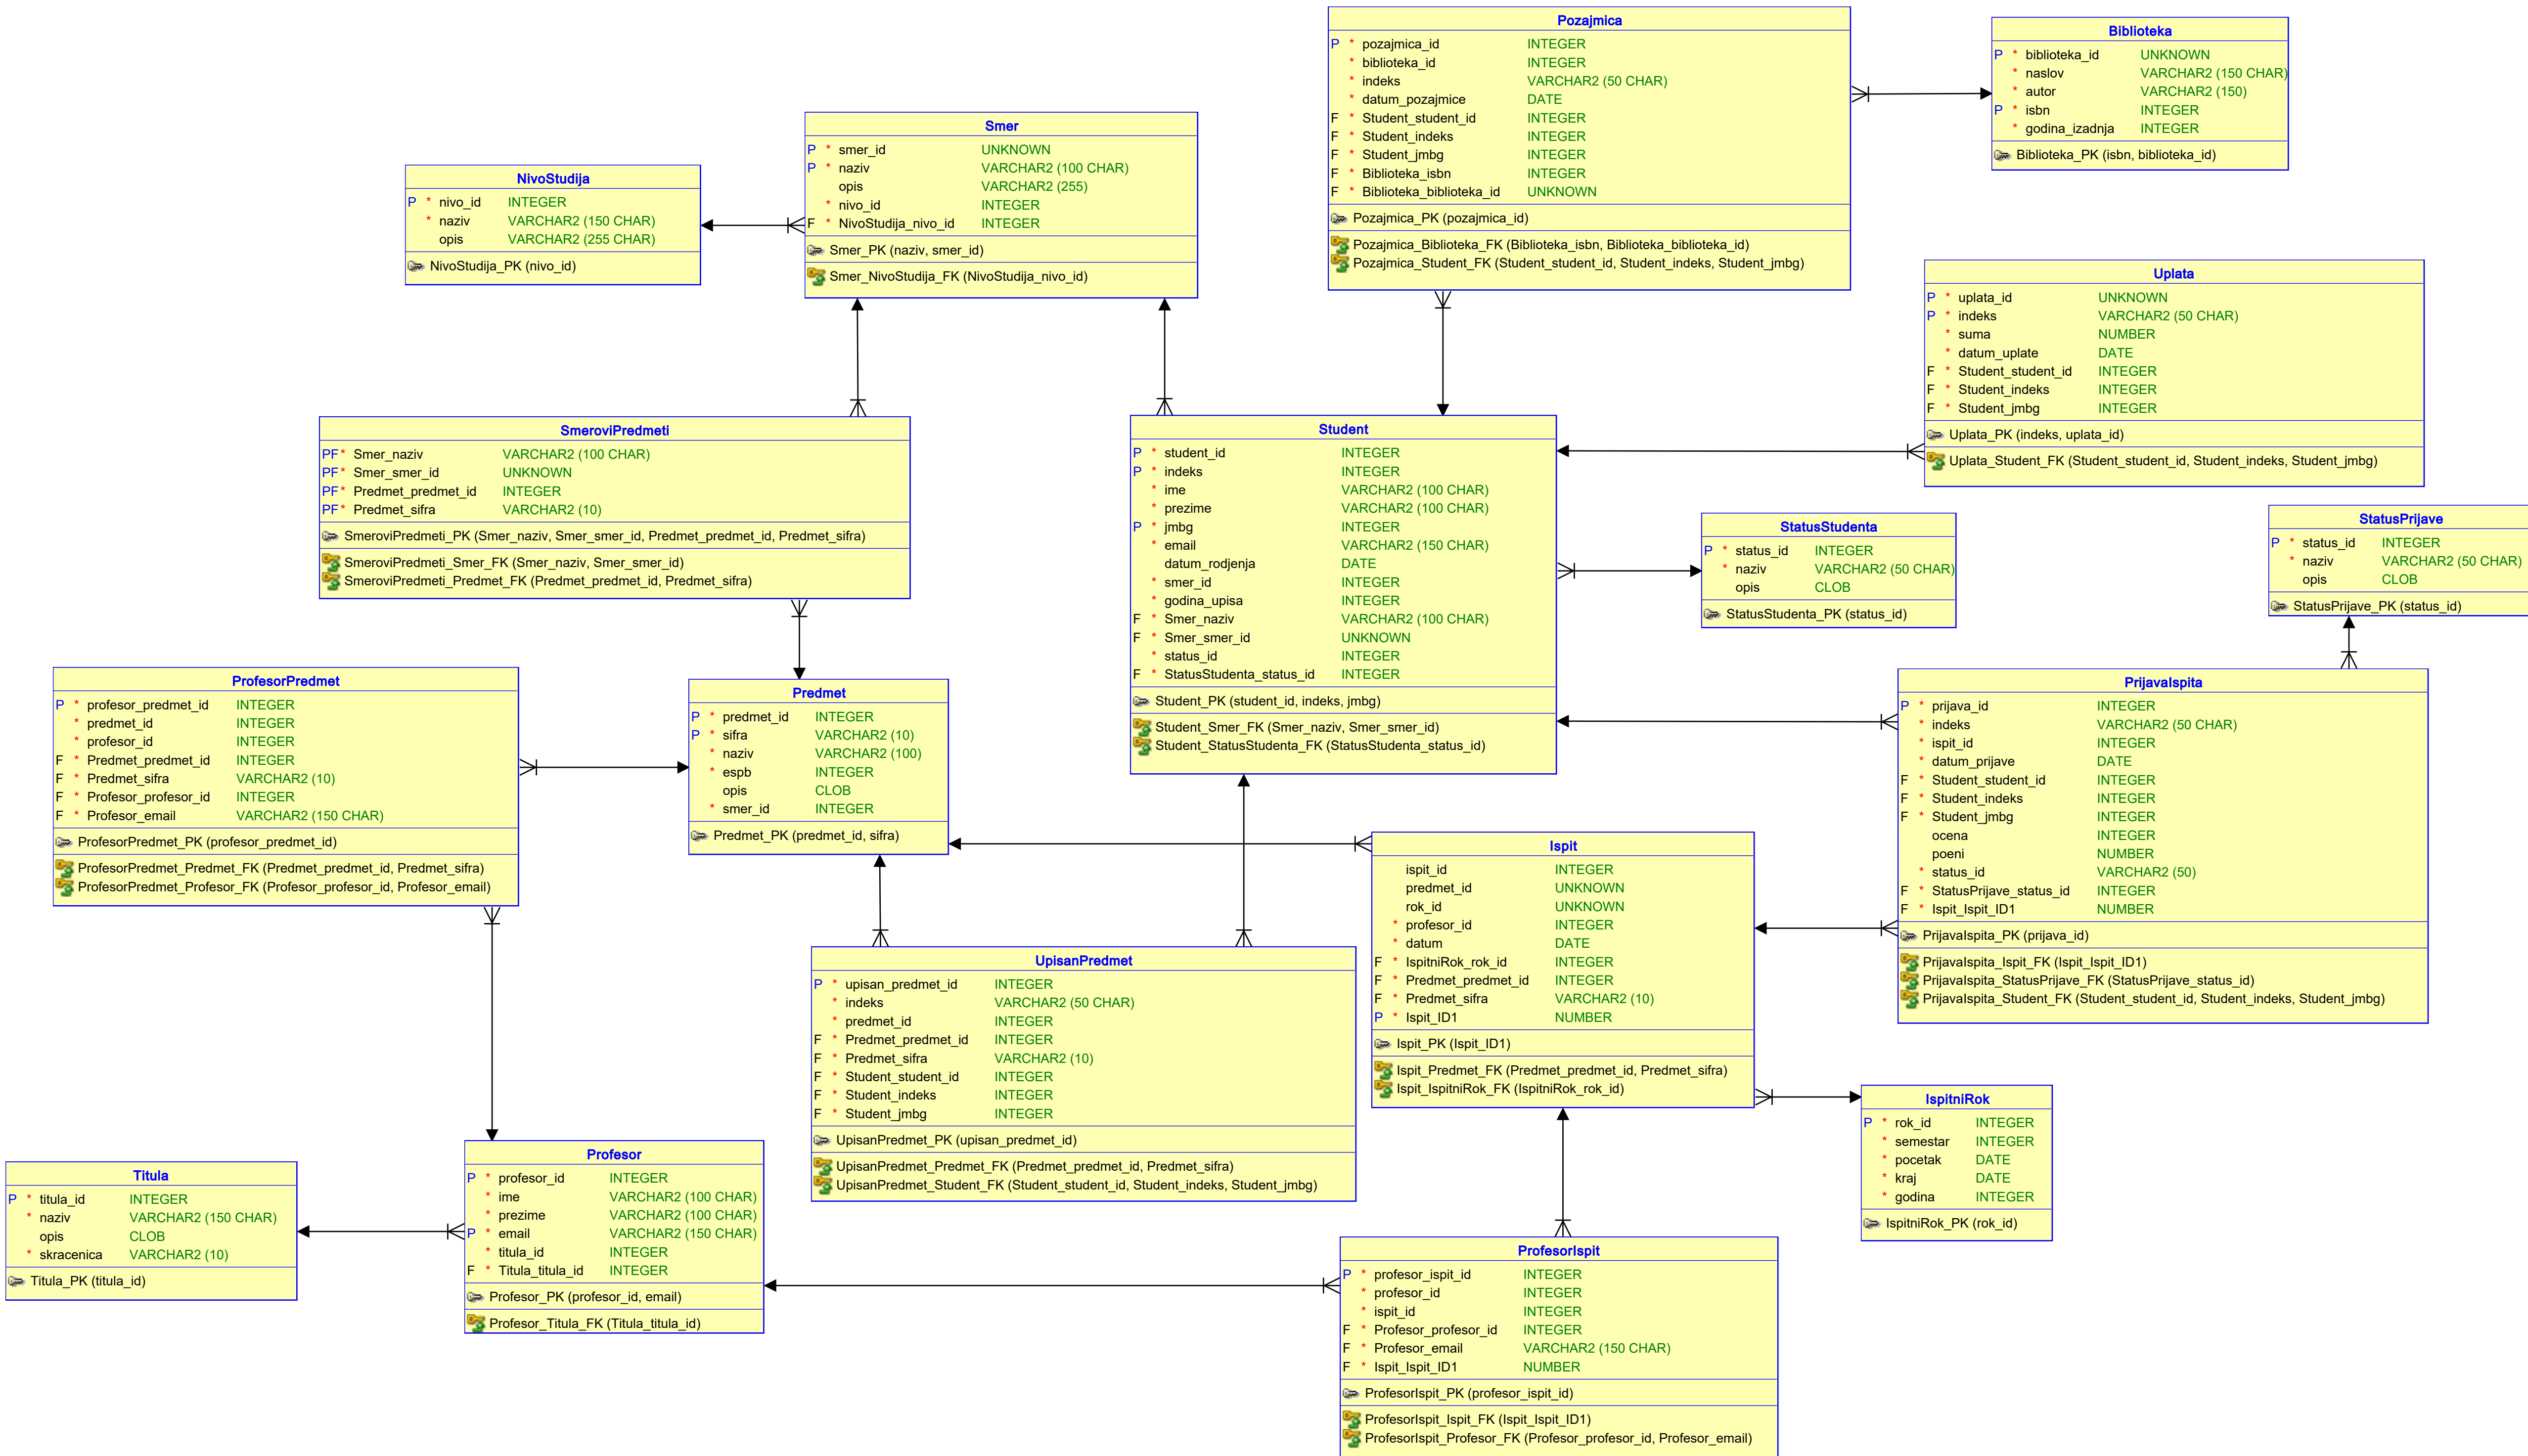 Pozajmica
P * pozajmica_id INTEGER
* biblioteka_id INTEGER
* indeks VARCHAR2 (50 CHAR)
* datum_pozajmice DATE
F * Student_student_id INTEGER
F * Student_indeks INTEGER
F * Student_jmbg INTEGER
F * Biblioteka_isbn INTEGER
F * Biblioteka_biblioteka_id UNKNOWN
Pozajmica_PK (pozajmica_id)
Pozajmica_Biblioteka_FK (Biblioteka_isbn, Biblioteka_biblioteka_id)
Pozajmica_Student_FK (Student_student_id, Student_indeks, Student_jmbg)
Biblioteka
P * biblioteka_id UNKNOWN
* naslov VARCHAR2 (150 CHAR)
* autor VARCHAR2 (150)
P * isbn INTEGER
* godina_izadnja INTEGER
Biblioteka_PK (isbn, biblioteka_id)
Smer
P * smer_id UNKNOWN
P * naziv VARCHAR2 (100 CHAR)
opis VARCHAR2 (255)
* nivo_id INTEGER
F * NivoStudija_nivo_id INTEGER
Smer_PK (naziv, smer_id)
Smer_NivoStudija_FK (NivoStudija_nivo_id)
NivoStudija
P * nivo_id INTEGER
* naziv VARCHAR2 (150 CHAR)
opis VARCHAR2 (255 CHAR)
NivoStudija_PK (nivo_id)
Uplata
P * uplata_id UNKNOWN
P * indeks VARCHAR2 (50 CHAR)
* suma NUMBER
* datum_uplate DATE
F * Student_student_id INTEGER
F * Student_indeks INTEGER
F * Student_jmbg INTEGER
Uplata_PK (indeks, uplata_id)
Uplata_Student_FK (Student_student_id, Student_indeks, Student_jmbg)
SmeroviPredmeti
PF * Smer_naziv VARCHAR2 (100 CHAR)
PF * Smer_smer_id UNKNOWN
PF * Predmet_predmet_id INTEGER
PF * Predmet_sifra VARCHAR2 (10)
SmeroviPredmeti_PK (Smer_naziv, Smer_smer_id, Predmet_predmet_id, Predmet_sifra)
SmeroviPredmeti_Smer_FK (Smer_naziv, Smer_smer_id)
SmeroviPredmeti_Predmet_FK (Predmet_predmet_id, Predmet_sifra)
Student
P * student_id INTEGER
P * indeks INTEGER
* ime VARCHAR2 (100 CHAR)
* prezime VARCHAR2 (100 CHAR)
P * jmbg INTEGER
* email VARCHAR2 (150 CHAR)
datum_rodjenja DATE
* smer_id INTEGER
* godina_upisa INTEGER
F * Smer_naziv VARCHAR2 (100 CHAR)
F * Smer_smer_id UNKNOWN
* status_id INTEGER
F * StatusStudenta_status_id INTEGER
Student_PK (student_id, indeks, jmbg)
Student_Smer_FK (Smer_naziv, Smer_smer_id)
Student_StatusStudenta_FK (StatusStudenta_status_id)
StatusStudenta
P * status_id INTEGER
* naziv VARCHAR2 (50 CHAR)
opis CLOB
StatusStudenta_PK (status_id)
StatusPrijave
P * status_id INTEGER
* naziv VARCHAR2 (50 CHAR)
opis CLOB
StatusPrijave_PK (status_id)
ProfesorPredmet
P * profesor_predmet_id INTEGER
* predmet_id INTEGER
* profesor_id INTEGER
F * Predmet_predmet_id INTEGER
F * Predmet_sifra VARCHAR2 (10)
F * Profesor_profesor_id INTEGER
F * Profesor_email VARCHAR2 (150 CHAR)
ProfesorPredmet_PK (profesor_predmet_id)
ProfesorPredmet_Predmet_FK (Predmet_predmet_id, Predmet_sifra)
ProfesorPredmet_Profesor_FK (Profesor_profesor_id, Profesor_email)
Predmet
P * predmet_id INTEGER
P * sifra VARCHAR2 (10)
* naziv VARCHAR2 (100)
* espb INTEGER
opis CLOB
* smer_id INTEGER
Predmet_PK (predmet_id, sifra)
PrijavaIspita
P * prijava_id INTEGER
* indeks VARCHAR2 (50 CHAR)
* ispit_id INTEGER
* datum_prijave DATE
F * Student_student_id INTEGER
F * Student_indeks INTEGER
F * Student_jmbg INTEGER
ocena INTEGER
poeni NUMBER
* status_id VARCHAR2 (50)
F * StatusPrijave_status_id INTEGER
F * Ispit_Ispit_ID1 NUMBER
PrijavaIspita_PK (prijava_id)
PrijavaIspita_Ispit_FK (Ispit_Ispit_ID1)
PrijavaIspita_StatusPrijave_FK (StatusPrijave_status_id)
PrijavaIspita_Student_FK (Student_student_id, Student_indeks, Student_jmbg)
Ispit
ispit_id INTEGER
predmet_id UNKNOWN
rok_id UNKNOWN
* profesor_id INTEGER
* datum DATE
F * IspitniRok_rok_id INTEGER
F * Predmet_predmet_id INTEGER
F * Predmet_sifra VARCHAR2 (10)
P * Ispit_ID1 NUMBER
Ispit_PK (Ispit_ID1)
Ispit_Predmet_FK (Predmet_predmet_id, Predmet_sifra)
Ispit_IspitniRok_FK (IspitniRok_rok_id)
UpisanPredmet
P * upisan_predmet_id INTEGER
* indeks VARCHAR2 (50 CHAR)
* predmet_id INTEGER
F * Predmet_predmet_id INTEGER
F * Predmet_sifra VARCHAR2 (10)
F * Student_student_id INTEGER
F * Student_indeks INTEGER
F * Student_jmbg INTEGER
UpisanPredmet_PK (upisan_predmet_id)
UpisanPredmet_Predmet_FK (Predmet_predmet_id, Predmet_sifra)
UpisanPredmet_Student_FK (Student_student_id, Student_indeks, Student_jmbg)
IspitniRok
P * rok_id INTEGER
* semestar INTEGER
* pocetak DATE
* kraj DATE
* godina INTEGER
IspitniRok_PK (rok_id)
Titula
P * titula_id INTEGER
* naziv VARCHAR2 (150 CHAR)
opis CLOB
* skracenica VARCHAR2 (10)
Titula_PK (titula_id)
Profesor
P * profesor_id INTEGER
* ime VARCHAR2 (100 CHAR)
* prezime VARCHAR2 (100 CHAR)
P * email VARCHAR2 (150 CHAR)
* titula_id INTEGER
F * Titula_titula_id INTEGER
Profesor_PK (profesor_id, email)
Profesor_Titula_FK (Titula_titula_id)
ProfesorIspit
P * profesor_ispit_id INTEGER
* profesor_id INTEGER
* ispit_id INTEGER
F * Profesor_profesor_id INTEGER
F * Profesor_email VARCHAR2 (150 CHAR)
F * Ispit_Ispit_ID1 NUMBER
ProfesorIspit_PK (profesor_ispit_id)
ProfesorIspit_Ispit_FK (Ispit_Ispit_ID1)
ProfesorIspit_Profesor_FK (Profesor_profesor_id, Profesor_email)